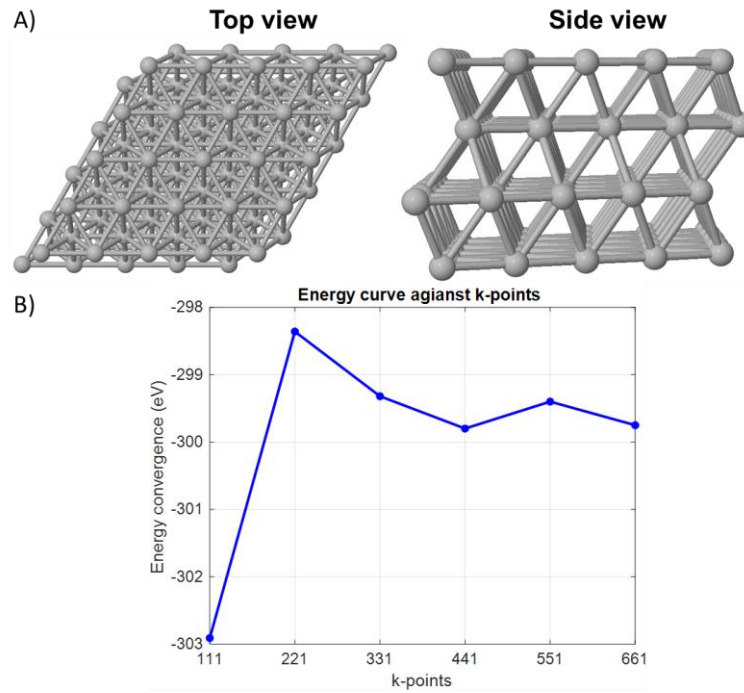 A)
Top view
Side view
B)
Energy curve agianst k-points
-298
-299
-300
-301
-302
-303
Energy convergence (eV)
111 221 331 441 551 661
k-points